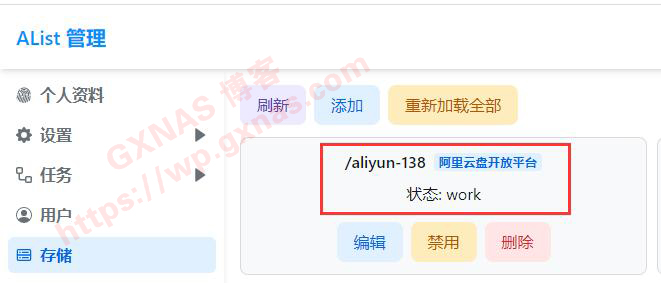 AList 管理
个人资料
设置
任务
用户
存储
刷新 添加 重新加载全部
/aliyun-138 阿里云盘开放平台
状态: work
编辑 禁用 删除
GXNAS 博客
https://wp.gxnas.com